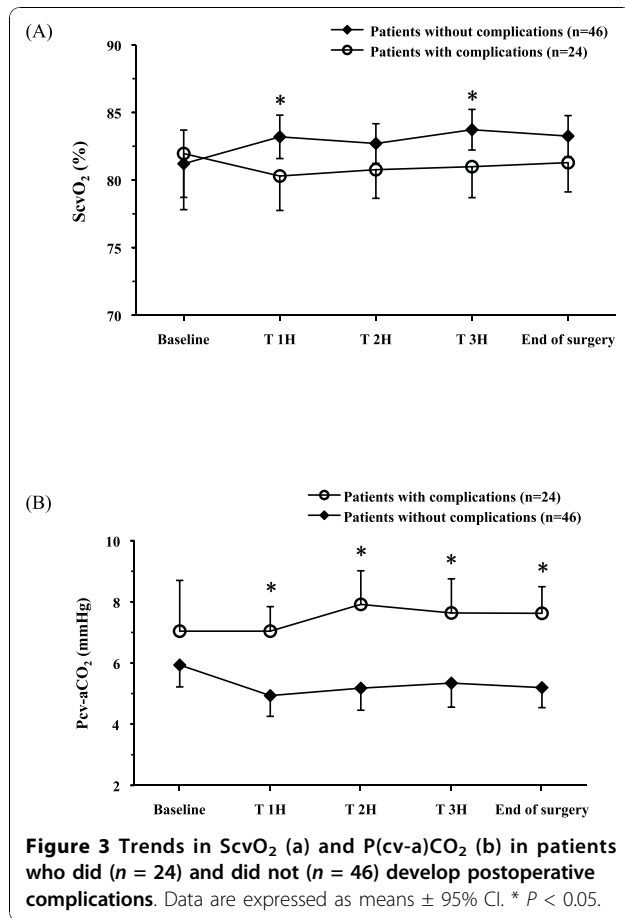 (A)
Patients without complications (n=46)
Patients with complications (n=24)
90
85
80
75
70
ScvO₂ (%)
*
*
Baseline T 1H T 2H T 3H End of surgery
(B)
Patients with complications (n=24)
Patients without complications (n=46)
10
8
6
4
2
Pcv-aCO₂ (mmHg)
*
*
*
*
Baseline T 1H T 2H T 3H End of surgery
Figure 3 Trends in ScvO₂ (a) and P(cv-a)CO₂ (b) in patients
who did (n = 24) and did not (n = 46) develop postoperative
complications. Data are expressed as means ± 95% CI. * P < 0.05.